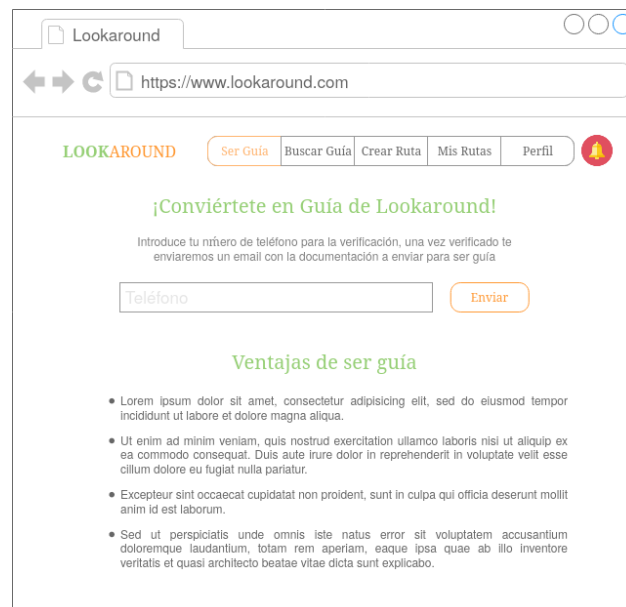 Lookaround
https://www.lookaround.com
LOOKAROUND
Ser Guía Buscar Guía Crear Ruta Mis Rutas Perfil
¡Conviértete en Guía de Lookaround!
Introduce tu nṁero de teléfono para la verificación, una vez verificado te
enviaremos un email con la documentación a enviar para ser guía
Teléfono Enviar
Ventajas de ser guía
• Lorem ipsum dolor sit amet, consectetur adipisicing elit, sed do eiusmod tempor
incididunt ut labore et dolore magna aliqua.
• Ut enim ad minim veniam, quis nostrud exercitation ullamco laboris nisi ut aliquip ex
ea commodo consequat. Duis aute irure dolor in reprehenderit in voluptate velit esse
cillum dolore eu fugiat nulla pariatur.
• Excepteur sint occaecat cupidatat non proident, sunt in culpa qui officia deserunt mollit
anim id est laborum.
• Sed ut perspiciatis unde omnis iste natus error sit voluptatem accusantium
doloremque laudantium, totam rem aperiam, eaque ipsa quae ab illo inventore
veritatis et quasi architecto beatae vitae dicta sunt explicabo.